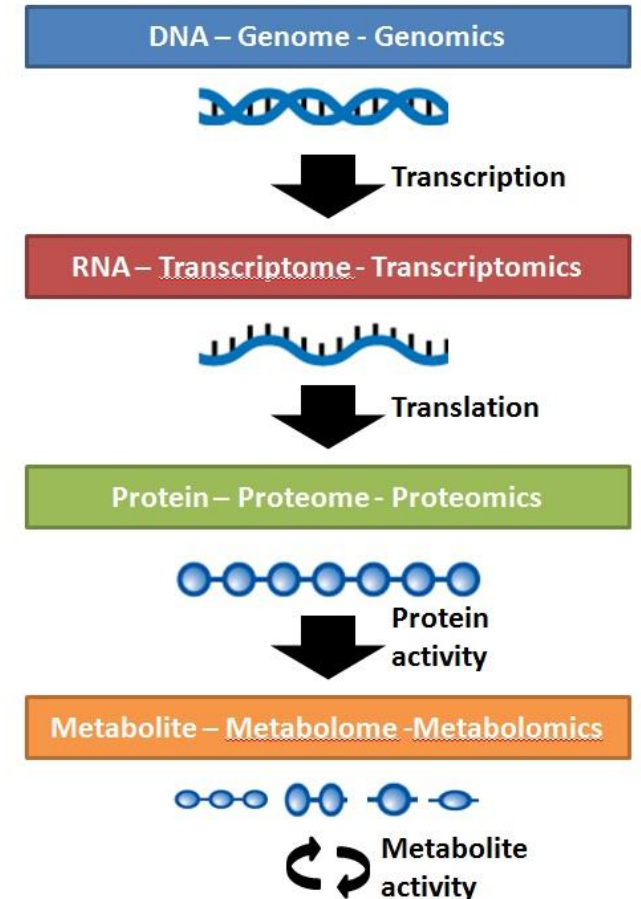 DNA – Genome - Genomics
Transcription
RNA – Transcriptome - Transcriptomics
Translation
Protein – Proteome - Proteomics
Protein
activity
Metabolite – Metabolome -Metabolomics
Metabolite
activity